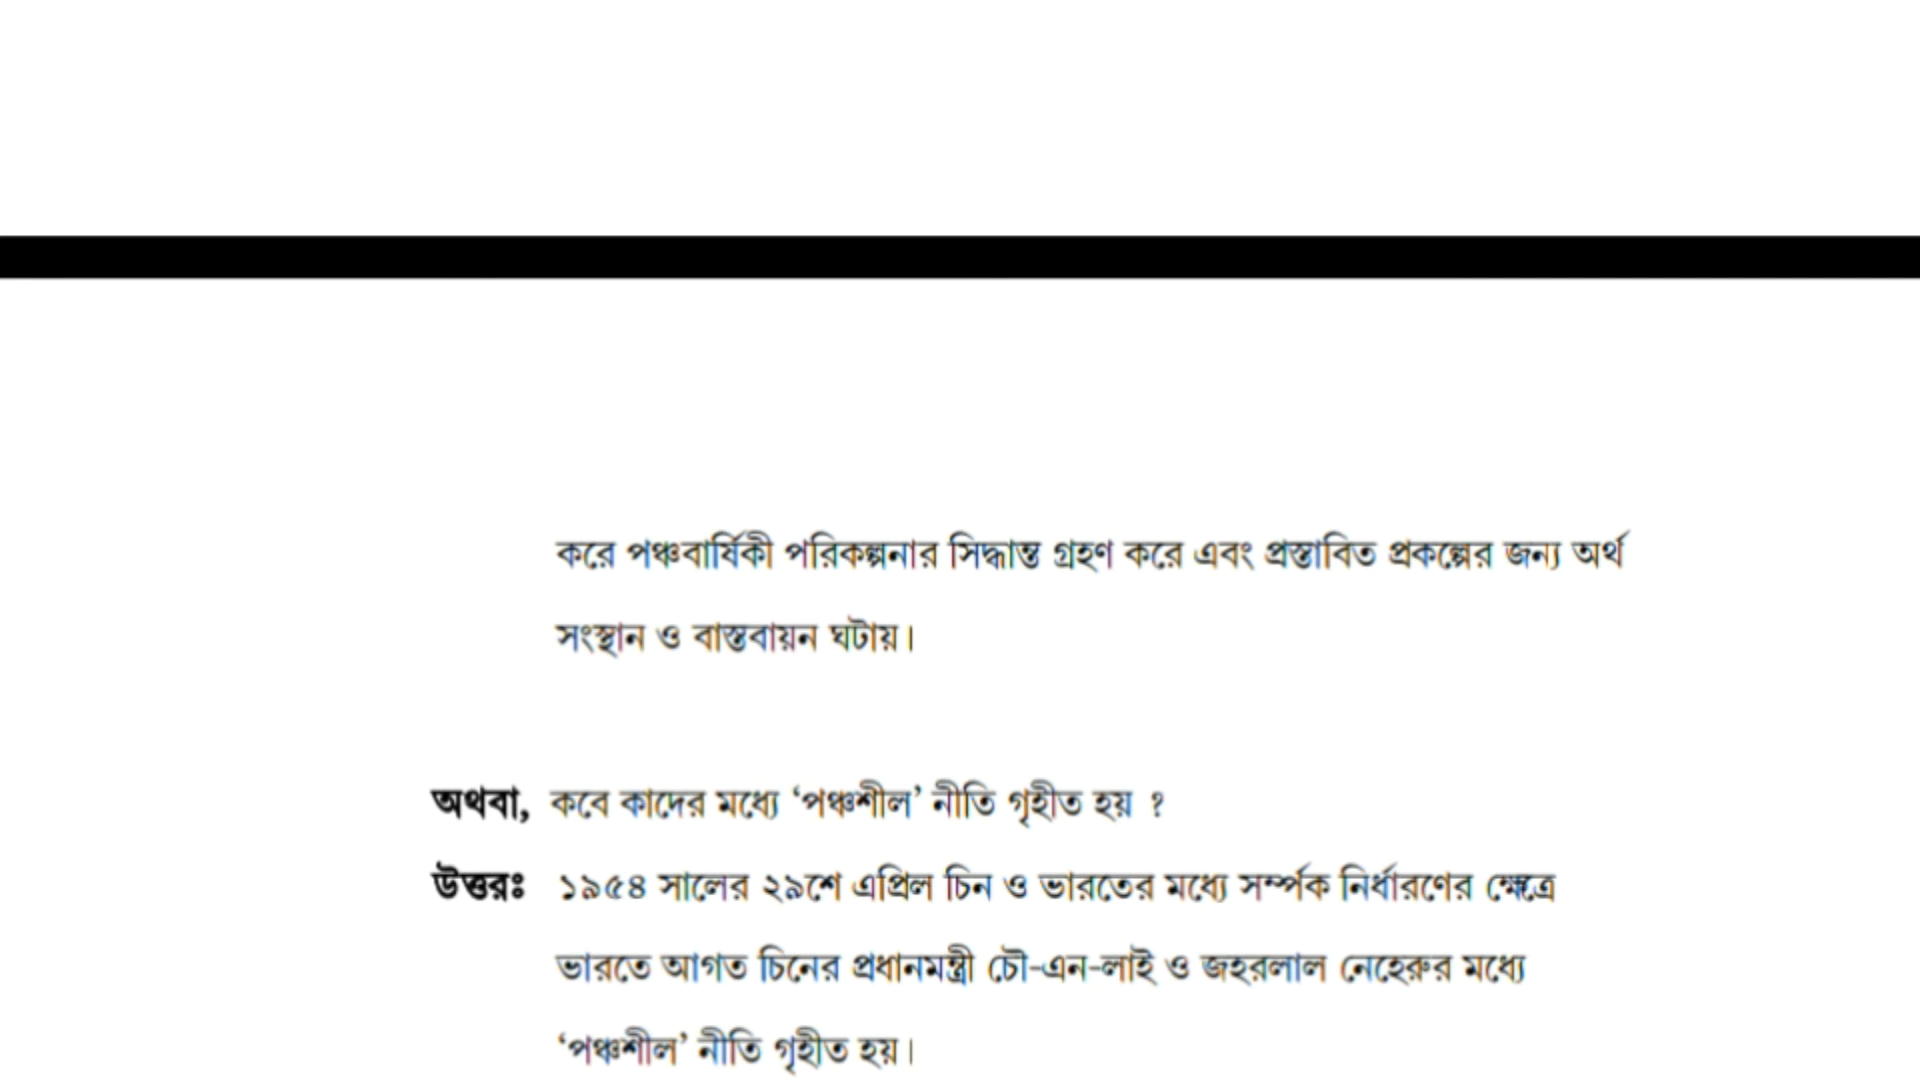 করে পঞ্চবার্ষিকী পরিকল্পনার সিদ্ধান্ত গ্রহণ করে এবং প্রস্তাবিত প্রকল্পের জন্য অর্থ
সংস্থান ও বাস্তবায়ন ঘটায়।
অথবা, কবে কাদের মধ্যে ‘পঞ্চশীল’ নীতি গৃহীত হয় ?
উত্তরঃ ১৯৫৪ সালের ২৯শে এপ্রিল চিন ও ভারতের মধ্যে সর্ম্পক নির্ধারণের ক্ষেত্রে
ভারতে আগত চিনের প্রধানমন্ত্রী চৌ-এন-লাই ও জহরলাল নেহেরুর মধ্যে
‘পঞ্চশীল’ নীতি গৃহীত হয়।